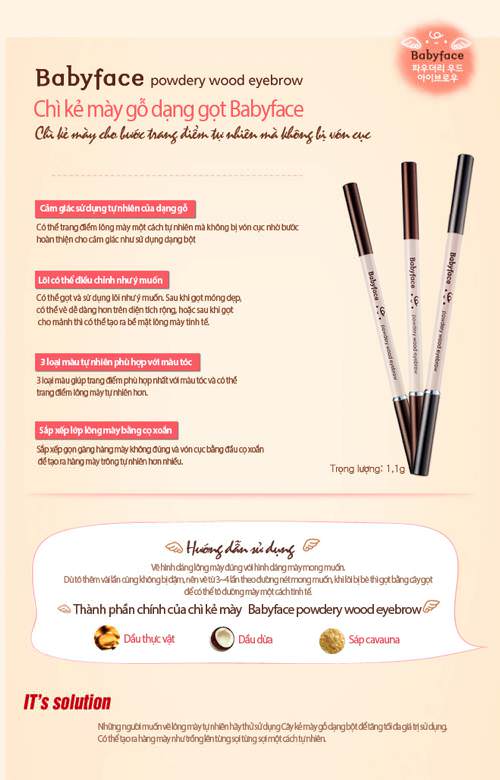 Babyface
파우더리 우드
아이브로우
Babyface powdery wood eyebrow
Chì kẻ mày gỗ dạng gọt Babyface
Chì kẻ mày cho bước trang điểm tự nhiên mà không bị vón cục
Cảm giác sử dụng tự nhiên của dạng gỗ
Có thể trang điểm lông mày một cách tự nhiên mà không bị vón cục nhờ bước
hoàn thiện cho cảm giác như sử dụng dạng bột
Lõi có thể điều chỉnh như ý muốn
Có thể gọt và sử dụng lõi như ý muốn. Sau khi gọt mỏng dẹp,
có thể vẽ dễ dàng hơn trên diện tích rộng, hoặc sau khi gọt
cho mảnh thì có thể tạo ra bề mặt lông mày tinh tế.
3 loại màu tự nhiên phù hợp với màu tóc
3 loại màu giúp trang điểm phù hợp nhất với màu tóc và có thể
trang điểm lông mày tự nhiên hơn.
Sắp xếp lớp lông mày bằng cọ xoắn
Sắp xếp gọn gàng hàng mày không đúng và vón cục bằng đầu cọ xoắn
để tạo ra hàng mày trông tự nhiên hơn nhiều.
Babyface powdery wood eyebrow
Babyface powdery wood eyebrow
Babyface powdery wood eyebrow
Trọng lượng: 1,1g
Hướng dẫn sử dụng
Vẽ hình dáng lông mày đúng với hình dáng mày mong muốn.
Dù tô thêm vài lần cũng không bị đậm, nên vẽ từ 3~4 lần theo đường nét mong muốn, khi lõi bị bè thì gọt bằng cây gọt
để có thể tô đường mày một cách tinh tế.
Thành phần chính của chì kẻ mày Babyface powdery wood eyebrow
Dầu thực vật
Dầu dừa
Sáp cavauna
IT's solution
Những người muốn vẽ lông mày tự nhiên hãy thử sử dụng Cây kẻ mày gỗ dạng bột để tăng tối đa giá trị sử dụng.
Có thể tạo ra hàng mày như trồng lên từng sợi từng sợi một cách tự nhiên.